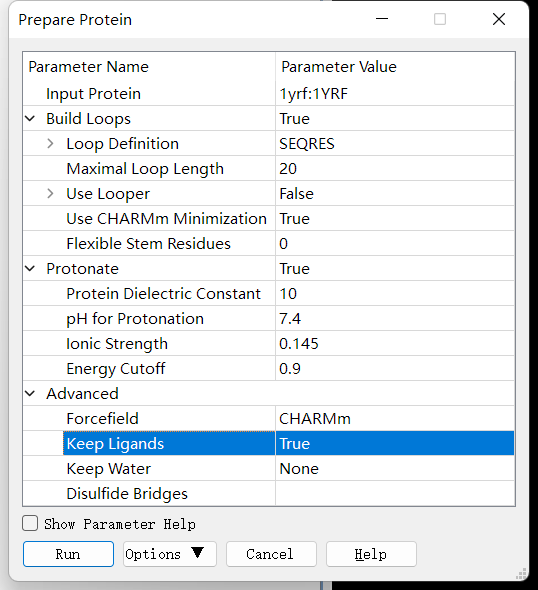 Prepare Protein
Parameter Name Parameter Value
Input Protein 1yrf:1YRF
Build Loops True
Loop Definition SEQRES
Maximal Loop Length 20
Use Looper False
Use CHARMm Minimization True
Flexible Stem Residues 0
Protonate True
Protein Dielectric Constant 10
pH for Protonation 7.4
Ionic Strength 0.145
Energy Cutoff 0.9
Advanced
Forcefield CHARMm
Keep Ligands True
Keep Water None
Disulfide Bridges
Show Parameter Help
Run Options ▼ Cancel Help